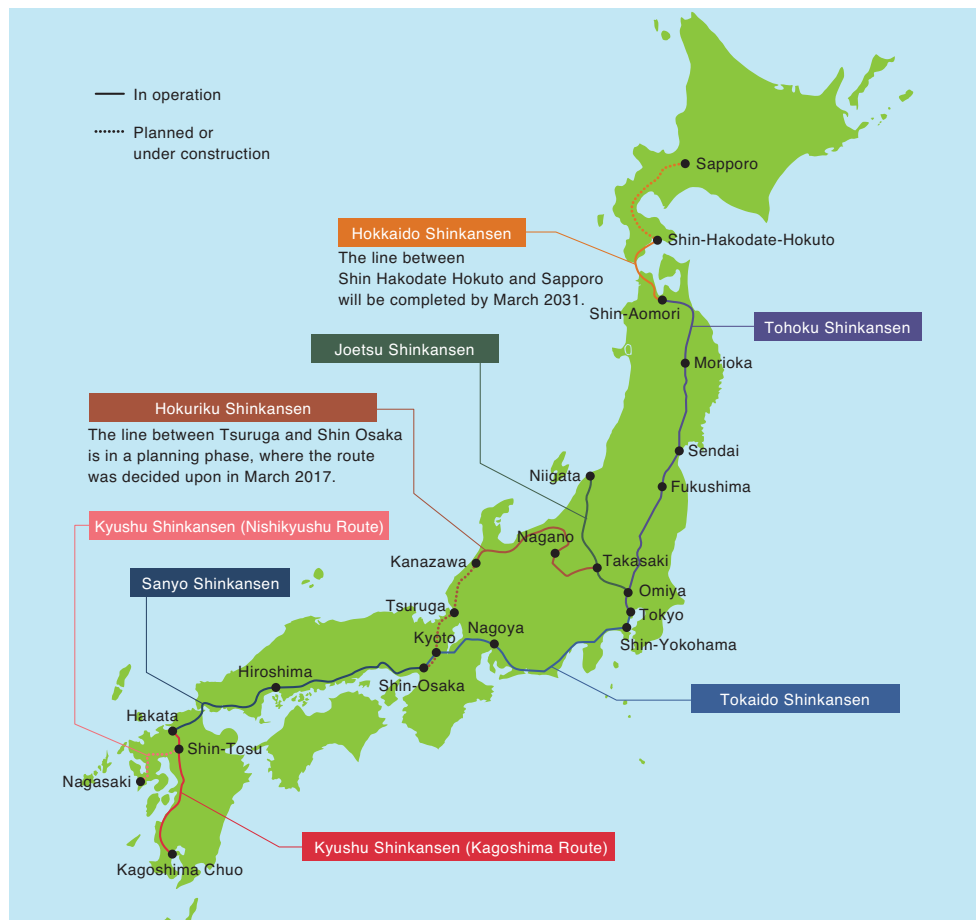 In operation
Planned or
under construction
Sapporo
Hokkaido Shinkansen
Shin-Hakodate-Hokuto
The line between
Shin Hakodate Hokuto and Sapporo
will be completed by March 2031.
Shin-Aomori
Tohoku Shinkansen
Joetsu Shinkansen
Morioka
Hokuriku Shinkansen
The line between Tsuruga and Shin Osaka
is in a planning phase, where the route
was decided upon in March 2017.
Sendai
Niigata
Fukushima
Kyushu Shinkansen (Nishikyushu Route)
Nagano
Kanazawa
Takasaki
Sanyo Shinkansen
Omiya
Tsuruga
Tokyo
Nagoya
Kyoto
Shin-Yokohama
Hiroshima
Shin-Osaka
Tokaido Shinkansen
Hakata
Shin-Tosu
Nagasaki
Kyushu Shinkansen (Kagoshima Route)
Kagoshima Chuo